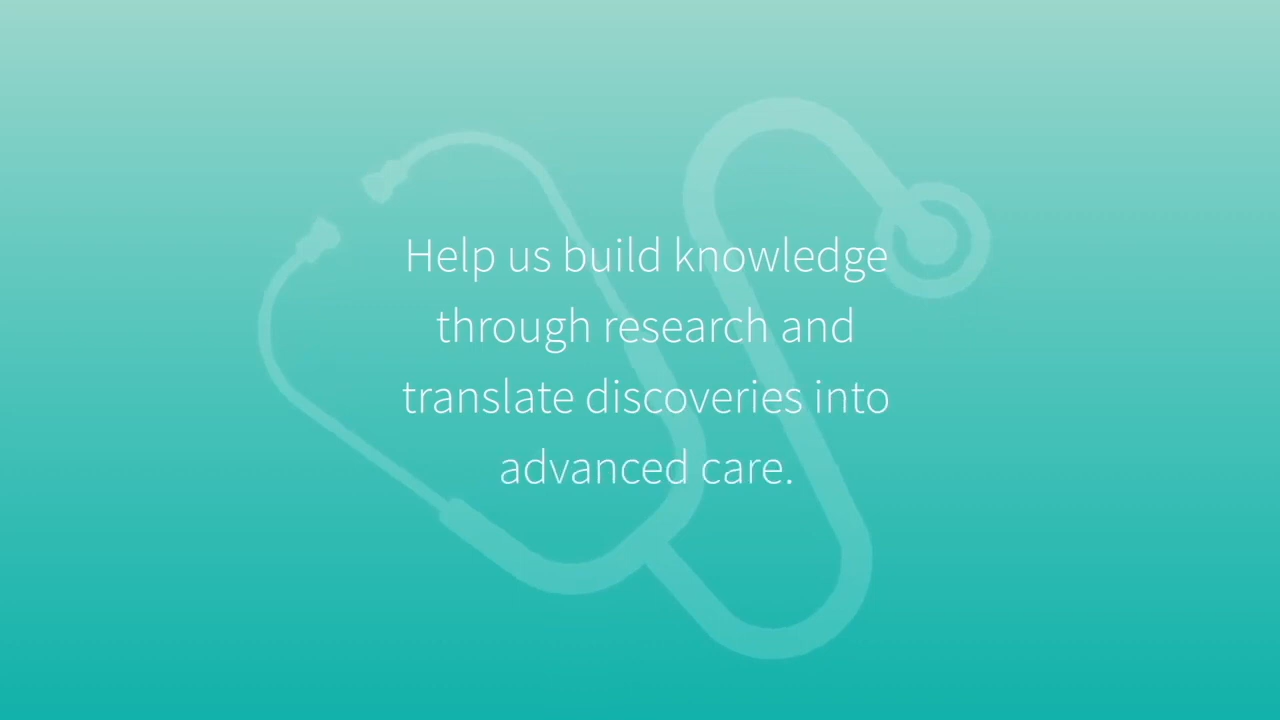 Help us build knowledge
through research and
translate discoveries into
advanced care.